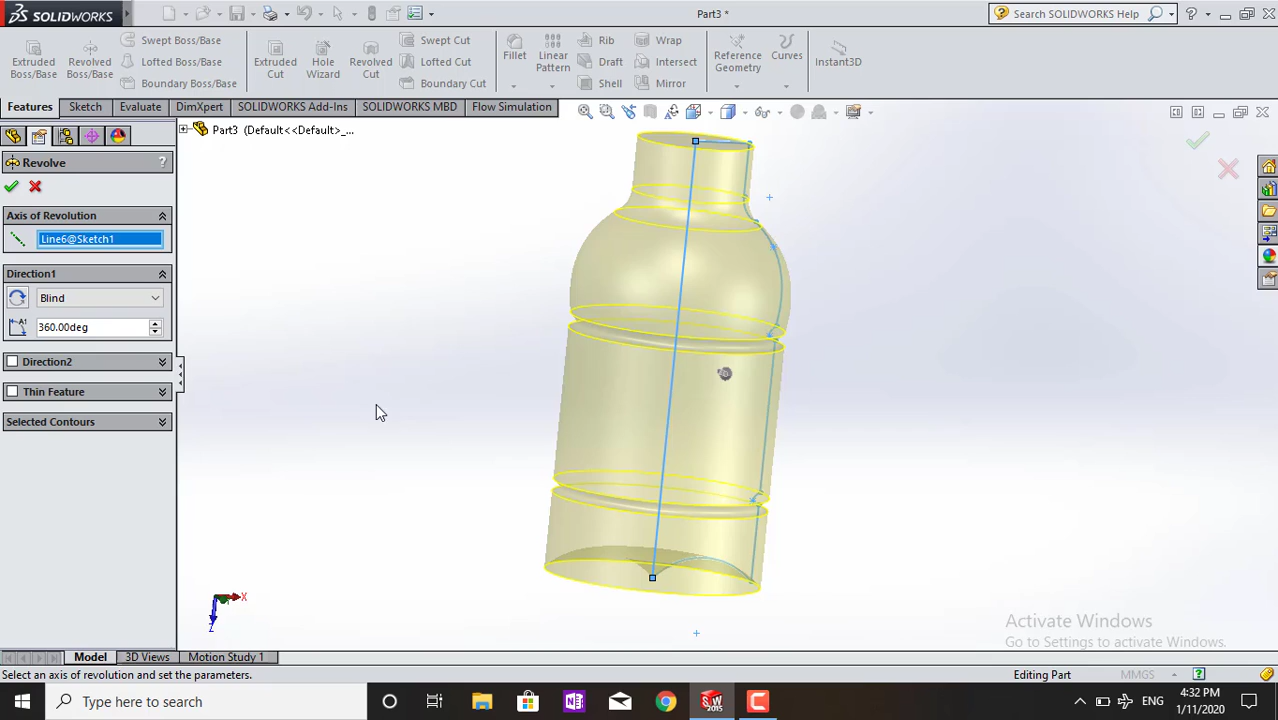 SOLIDWORKS
Part3 *
Search SOLIDWORKS Help
Extruded Boss/Base
Revolved Boss/Base
Swept Boss/Base
Lofted Boss/Base
Boundary Boss/Base
Extruded Cut
Hole Wizard
Revolved Cut
Swept Cut
Lofted Cut
Boundary Cut
Fillet
Linear Pattern
Rib
Draft
Shell
Wrap
Intersect
Mirror
Reference Geometry
Curves
Instant3D
Features
Sketch
Evaluate
DimXpert
SOLIDWORKS Add-Ins
SOLIDWORKS MBD
Flow Simulation
Part3 (Default<<Default>_...
Revolve
?
Axis of Revolution
Line6@Sketch1
Direction1
Blind
360.00deg
Direction2
Thin Feature
Selected Contours
X
Z
Activate Windows
Go to Settings to activate Windows.
Model
3D Views
Motion Study 1
Select an axis of revolution and set the parameters.
Editing Part
MMGS
Type here to search
ENG
4:32 PM
1/11/2020